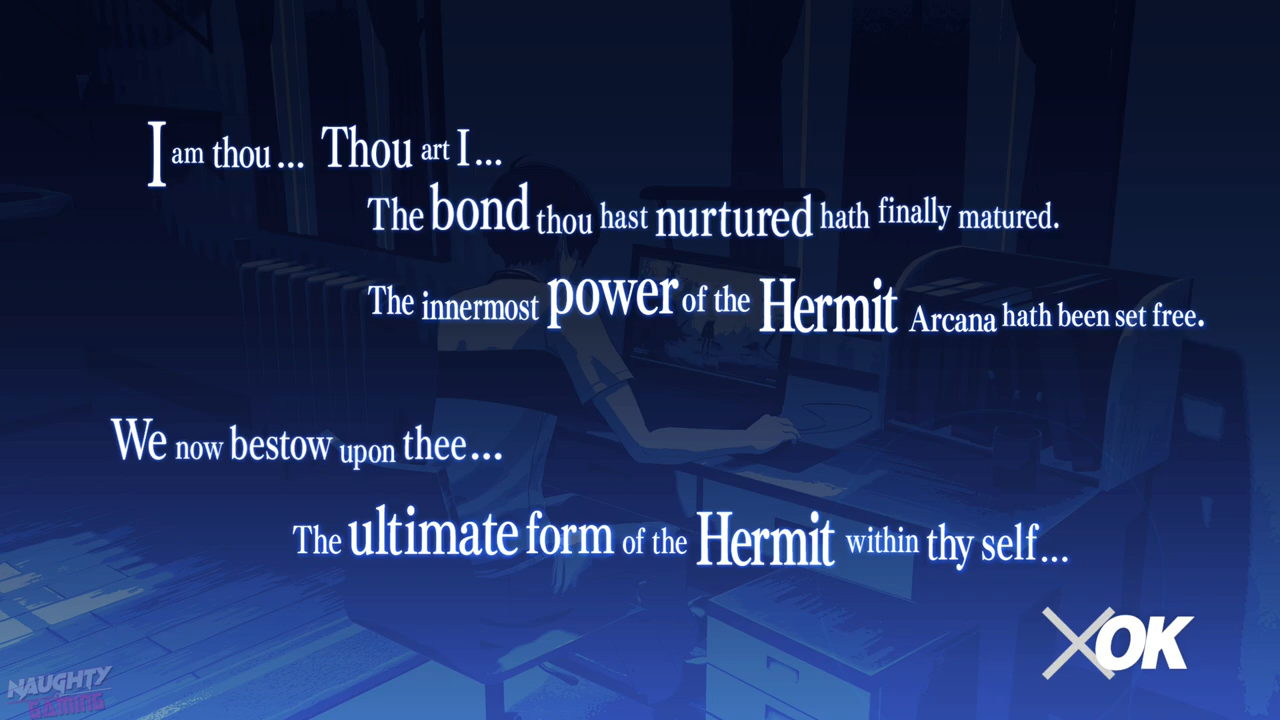 I am thou... Thou art I...
The bond thou hast nurtured hath finally matured.
The innermost power of the Hermit Arcana hath been set free.
We now bestow upon thee...
The ultimate form of the Hermit within thy self...
OK
NAUGHTY
GAMING